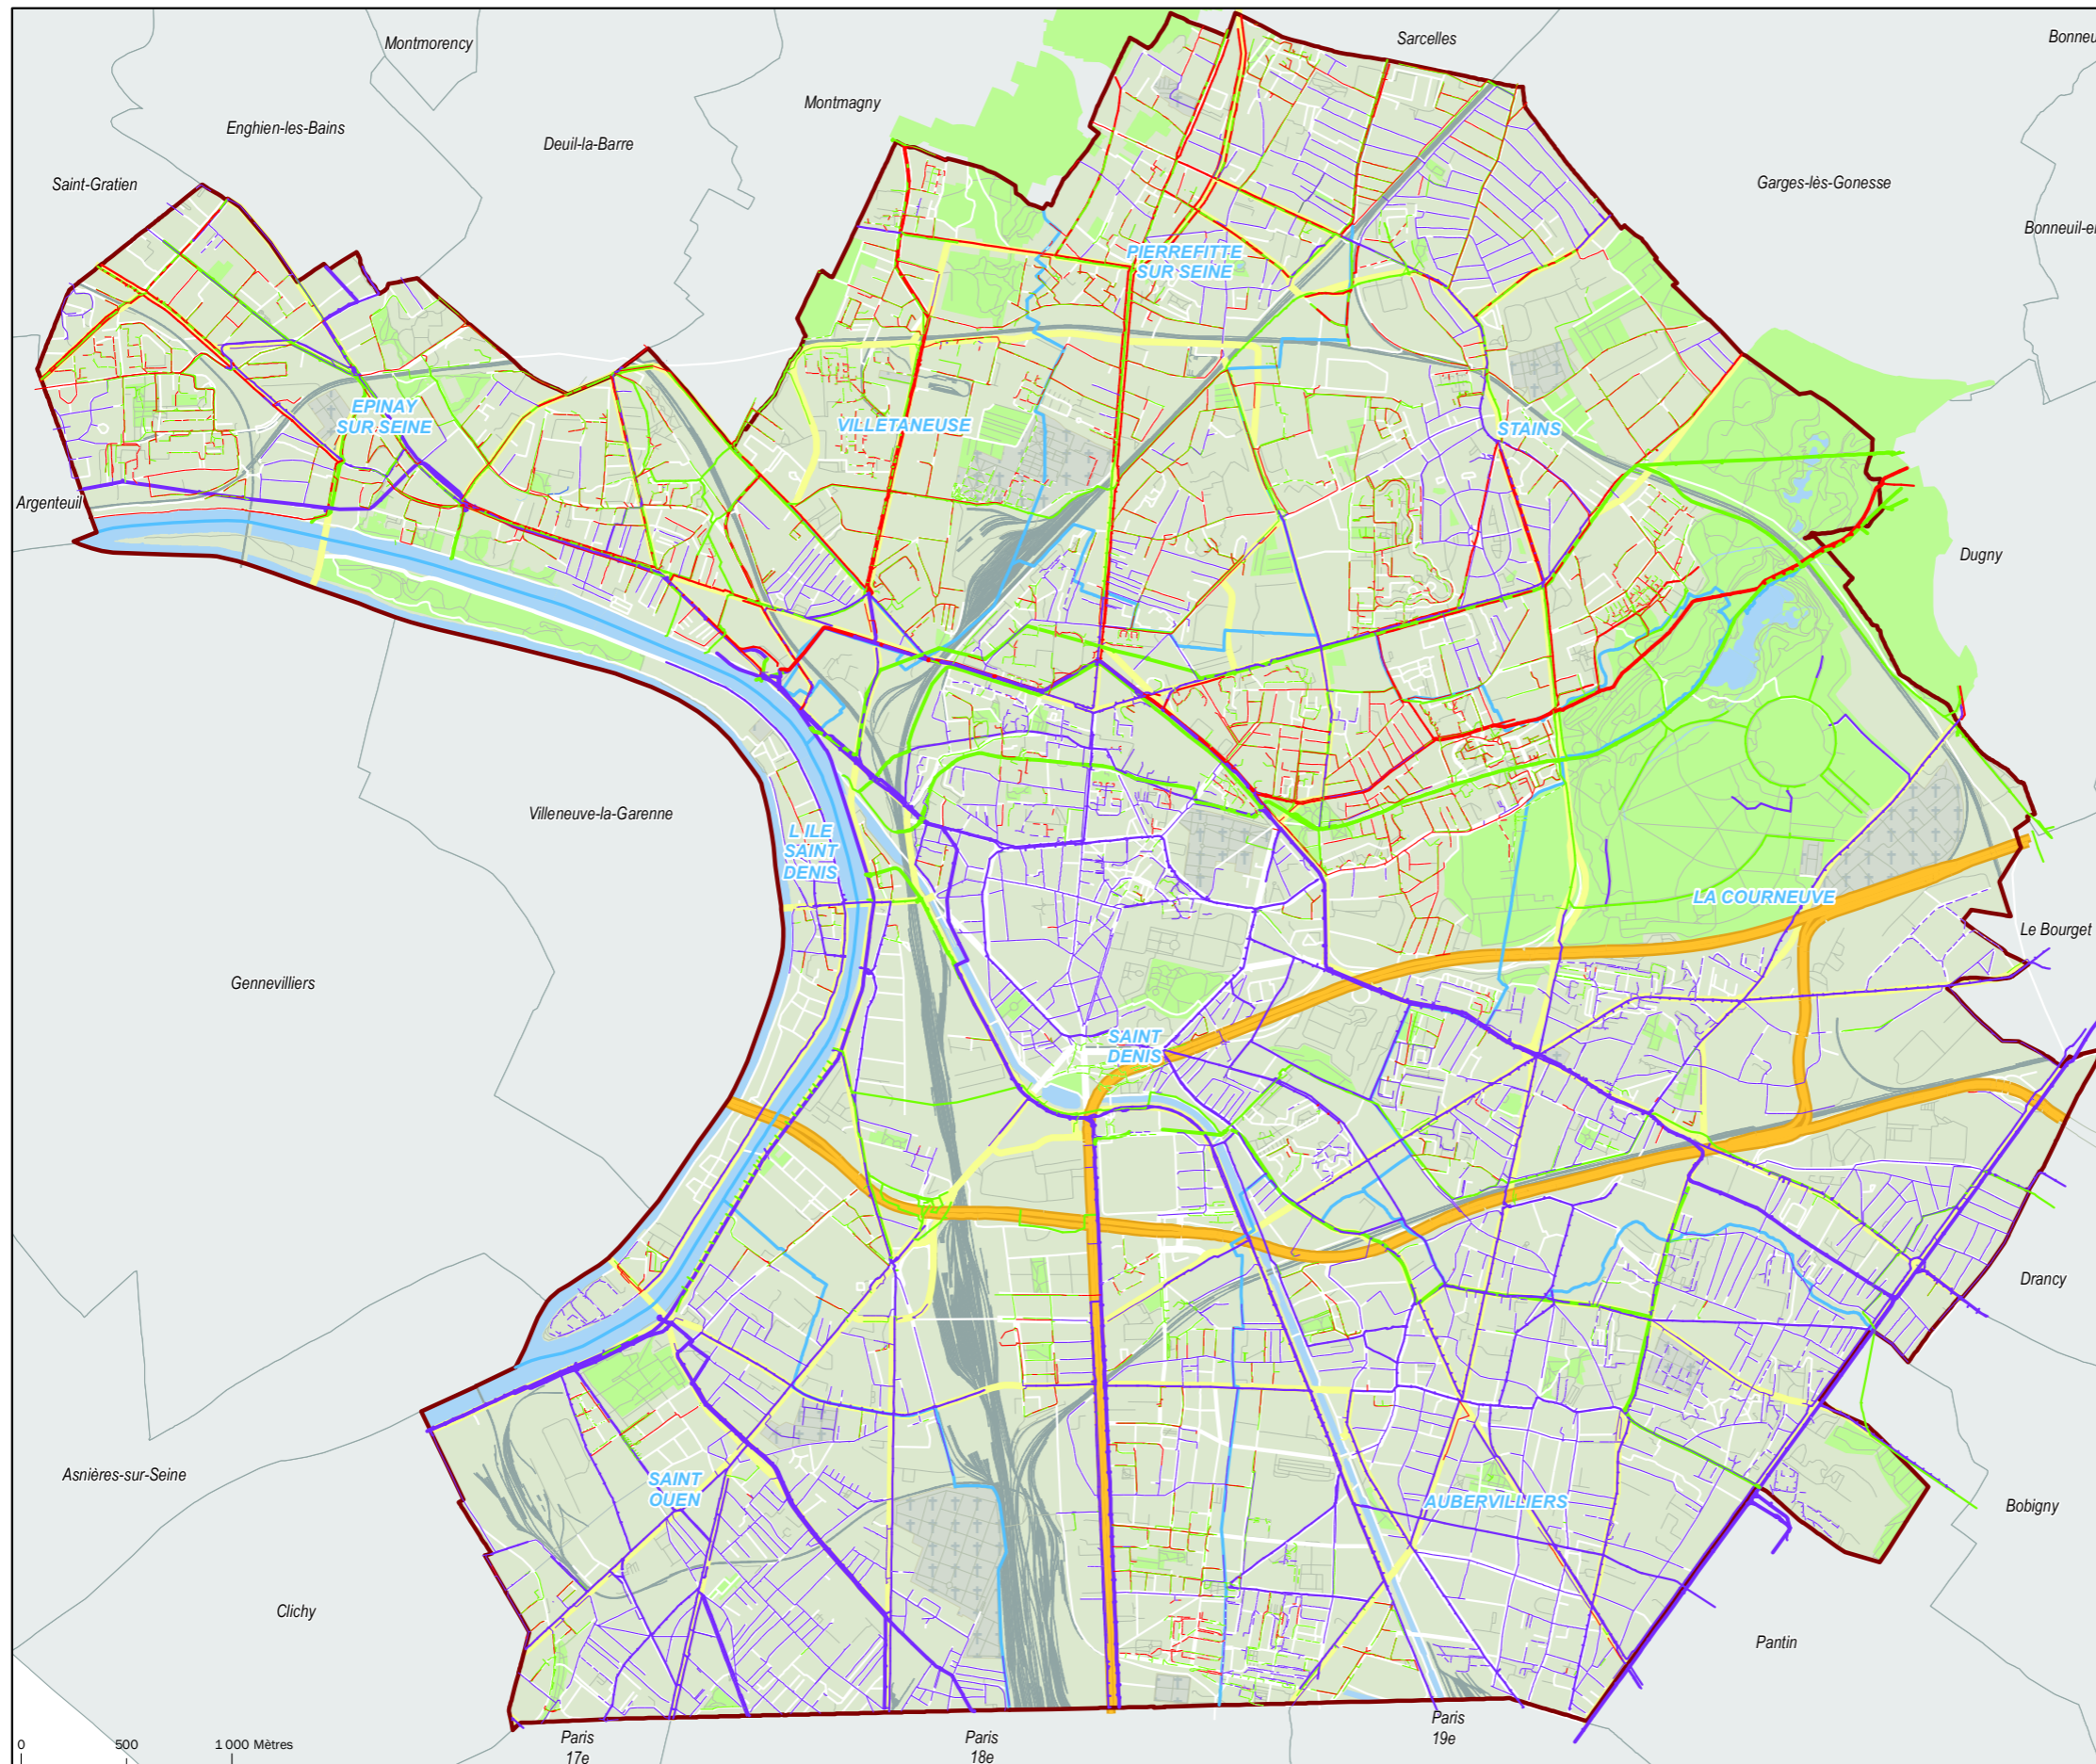 Montmorency
Sarcelles
Bonneu
Montmagny
Enghien-les-Bains
Deuil-la-Barre
Saint-Gratien
Garges-lès-Gonesse
Bonneuil-e
PIERREFITTE
SUR SEINE
EPINAY
SUR SEINE
VILLETANEUSE
STAINS
Argenteuil
Dugny
Villeneuve-la-Garenne
L ILE
SAINT
DENIS
LA COURNEUVE
Le Bourget
Gennevilliers
SAINT
DENIS
Drancy
Asnières-sur-Seine
SAINT
OUEN
AUBERVILLIERS
Bobigny
Clichy
Pantin
Paris
17e
Paris
18e
Paris
19e
0 500 1 000 Mètres